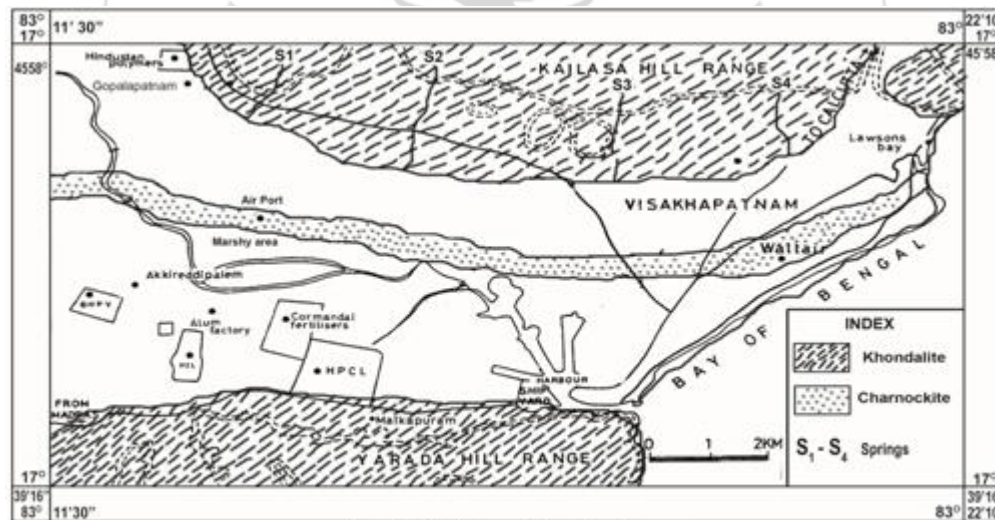 83° 11' 30"
17°
4558°
83° 22'10"
17°
45'58"
Hindustan
polymers
Gopalapatnam
S1
S2
S3
S4
KAILASA HILL RANGE
TO CALCUTTA
Lawsons
bay
VISAKHAPATNAM
Air Port
Marshy area
Waltair
Akkireddipalem
BHPV
Alum
factory
Cormandal
fertilisers
HZL
HPCL
HARBOUR
SHIP
YARD
BAY OF BENGAL
FROM
MADRAS
Malkapuram
YARADA HILL RANGE
0 1 2KM
INDEX
Khondalite
Charnockite
S1 - S4 Springs
17°
39'16"
83° 11'30"
17°
39'16"
83° 22'10"